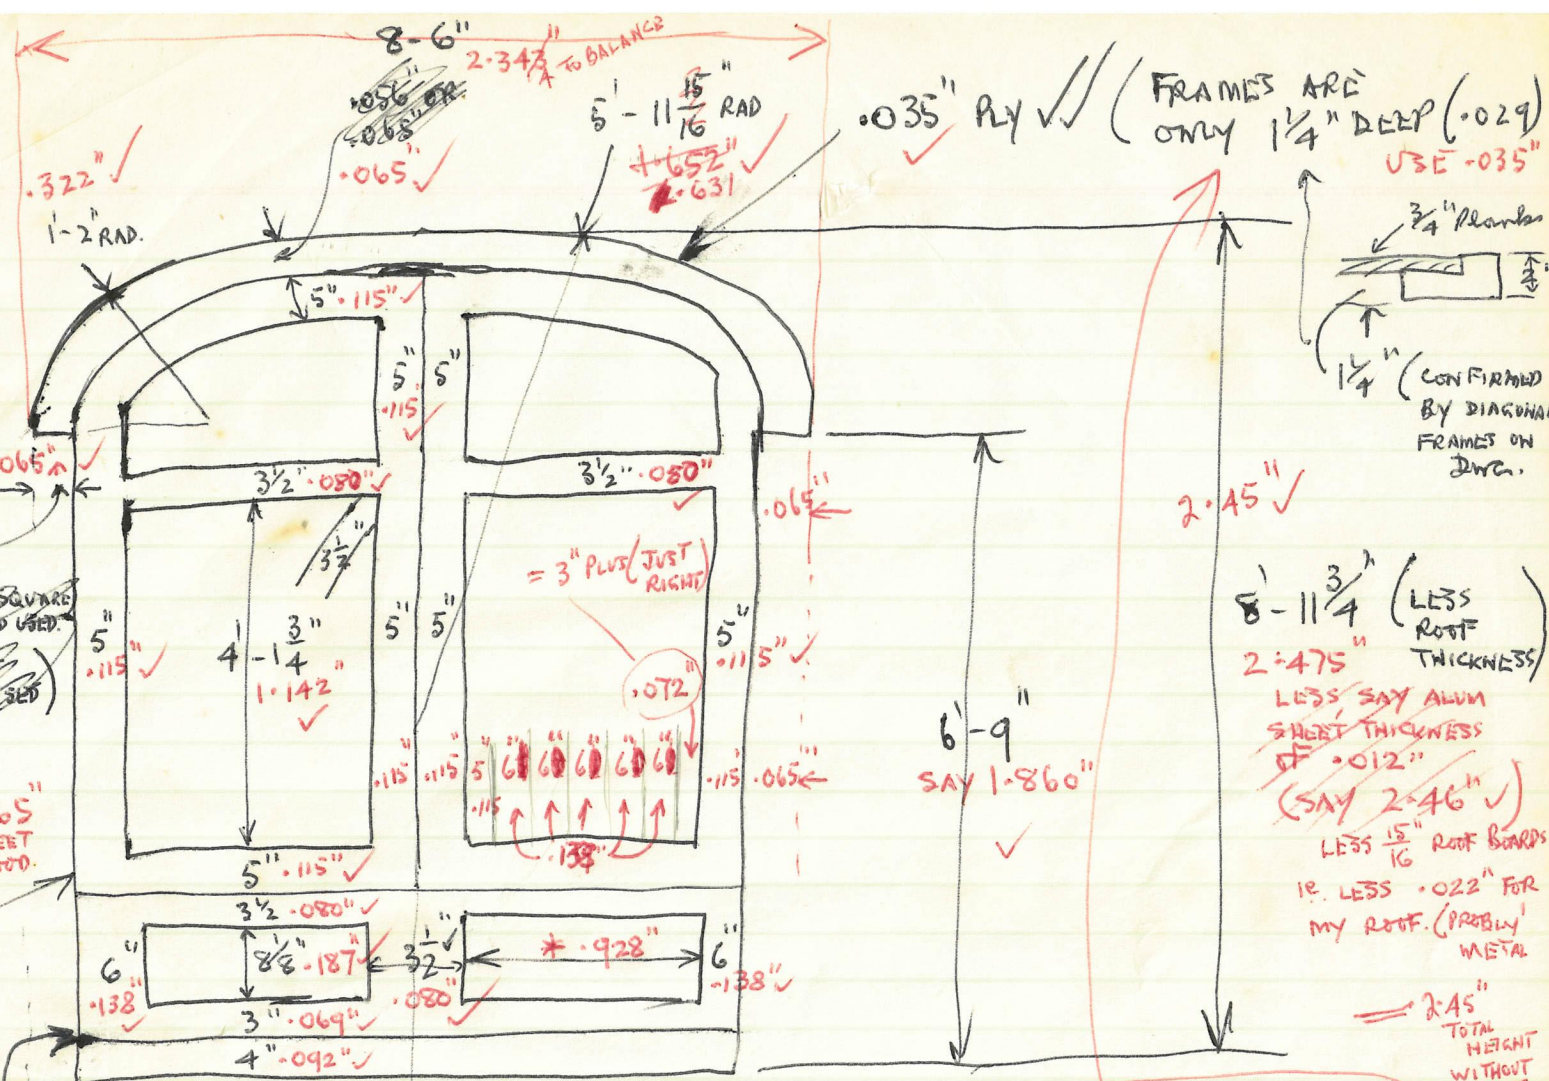 8-6"
2.343" TO BALANCE
A
.056" OR
.065"
.065"
5'-11 15/16" RAD
1.652"
2.631
.035" PLY
(FRAMES ARE
ONLY 1 1/4" DEEP (.029)
USE .035"
.322"
1'-2" RAD.
3/4" Planks
1 1/4" (CONFIRMED
BY DIAGONAL
FRAMES ON
DWG.
5" .115"
5" 5"
.115
.065"
3 1/2" .080"
3 1/2" .080"
.065"
2.45"
3 1/2"
= 3" PLUS (JUST
RIGHT)
SQUARE
USED.
5"
.115"
4'-1 3/4"
1.142"
5" 5"
5"
.115"
8'-11 3/4" (LESS
ROOF
THICKNESS)
2.475"
LESS SAY ALUM
SHEET THICKNESS
OF .012"
(SAY 2.46")
.072"
6'-9"
SAY 1.860"
.115" .115" 5" 6" 6" 6" 6" 6" .115" .065"
.115
LESS 15/16" ROOF BOARDS
IE. LESS .022" FOR
MY ROOF. (PROBLY
METAL
5" .115"
3 1/2 .080"
6"
.138"
8 1/8" .187"
3 1/2"
.080"
* .928"
6"
.138"
3" .069"
4" .092"
= 2.45"
TOTAL
HEIGHT
WITHOUT